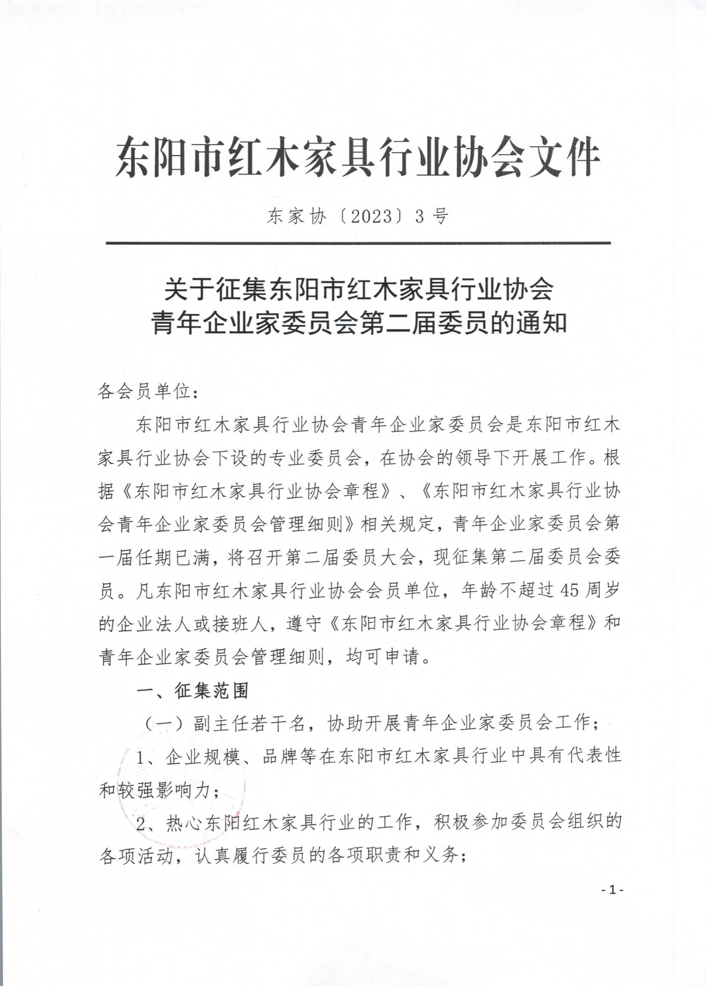 东阳市红木家具行业协会文件
东家协〔2023〕3 号
关于征集东阳市红木家具行业协会
青年企业家委员会第二届委员的通知
各会员单位：
东阳市红木家具行业协会青年企业家委员会是东阳市红木
家具行业协会下设的专业委员会，在协会的领导下开展工作。根
据《东阳市红木家具行业协会章程》、《东阳市红木家具行业协
会青年企业家委员会管理细则》相关规定，青年企业家委员会第
一届任期已满，将召开第二届委员大会，现征集第二届委员会委
员。凡东阳市红木家具行业协会会员单位，年龄不超过 45 周岁
的企业法人或接班人，遵守《东阳市红木家具行业协会章程》和
青年企业家委员会管理细则，均可申请。
一、征集范围
（一）副主任若干名，协助开展青年企业家委员会工作；
1、企业规模、品牌等在东阳市红木家具行业中具有代表性
和较强影响力；
2、热心东阳红木家具行业的工作，积极参加委员会组织的
各项活动，认真履行委员的各项职责和义务；
- 1 -